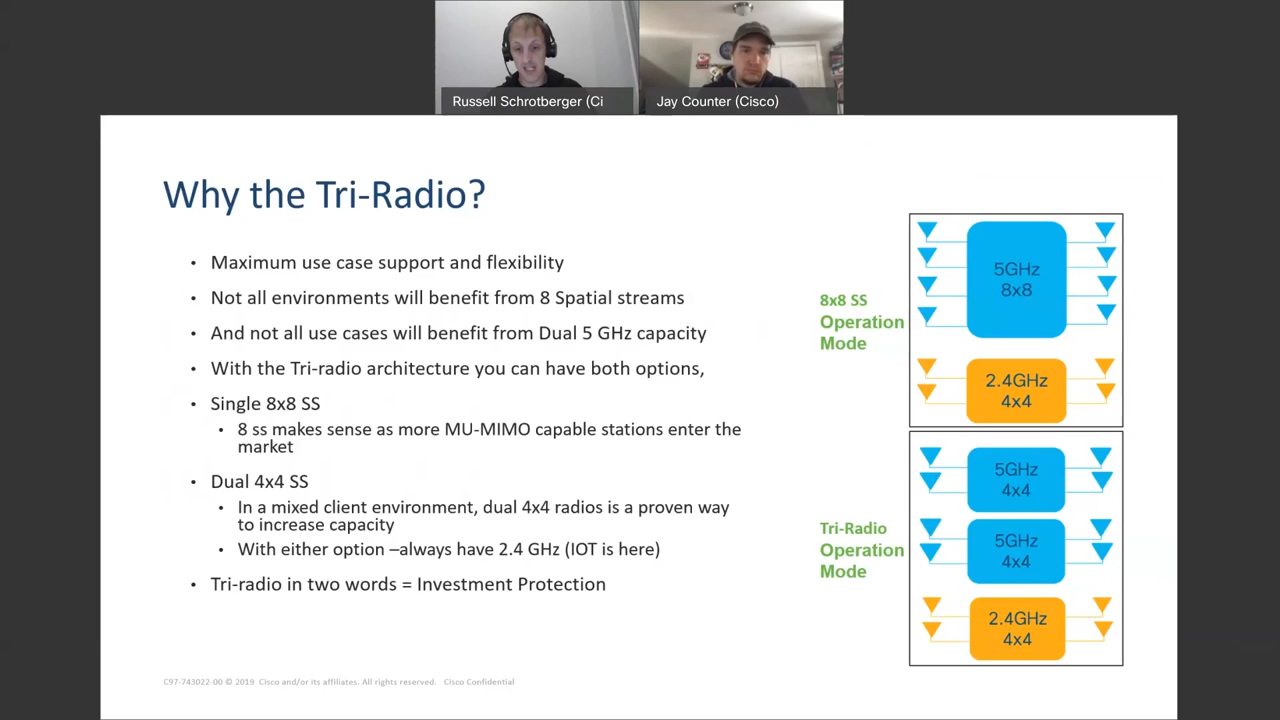 Russell Schrotberger (Ci
Jay Counter (Cisco)
Why the Tri-Radio?
• Maximum use case support and flexibility
• Not all environments will benefit from 8 Spatial streams
• And not all use cases will benefit from Dual 5 GHz capacity
• With the Tri-radio architecture you can have both options,
• Single 8x8 SS
• 8 ss makes sense as more MU-MIMO capable stations enter the
market
• Dual 4x4 SS
• In a mixed client environment, dual 4x4 radios is a proven way
to increase capacity
• With either option –always have 2.4 GHz (IOT is here)
• Tri-radio in two words = Investment Protection
8x8 SS
Operation
Mode
5GHz
8x8
2.4GHz
4x4
Tri-Radio
Operation
Mode
5GHz
4x4
5GHz
4x4
2.4GHz
4x4
C97-743022-00 © 2019 Cisco and/or its affiliates. All rights reserved. Cisco Confidential